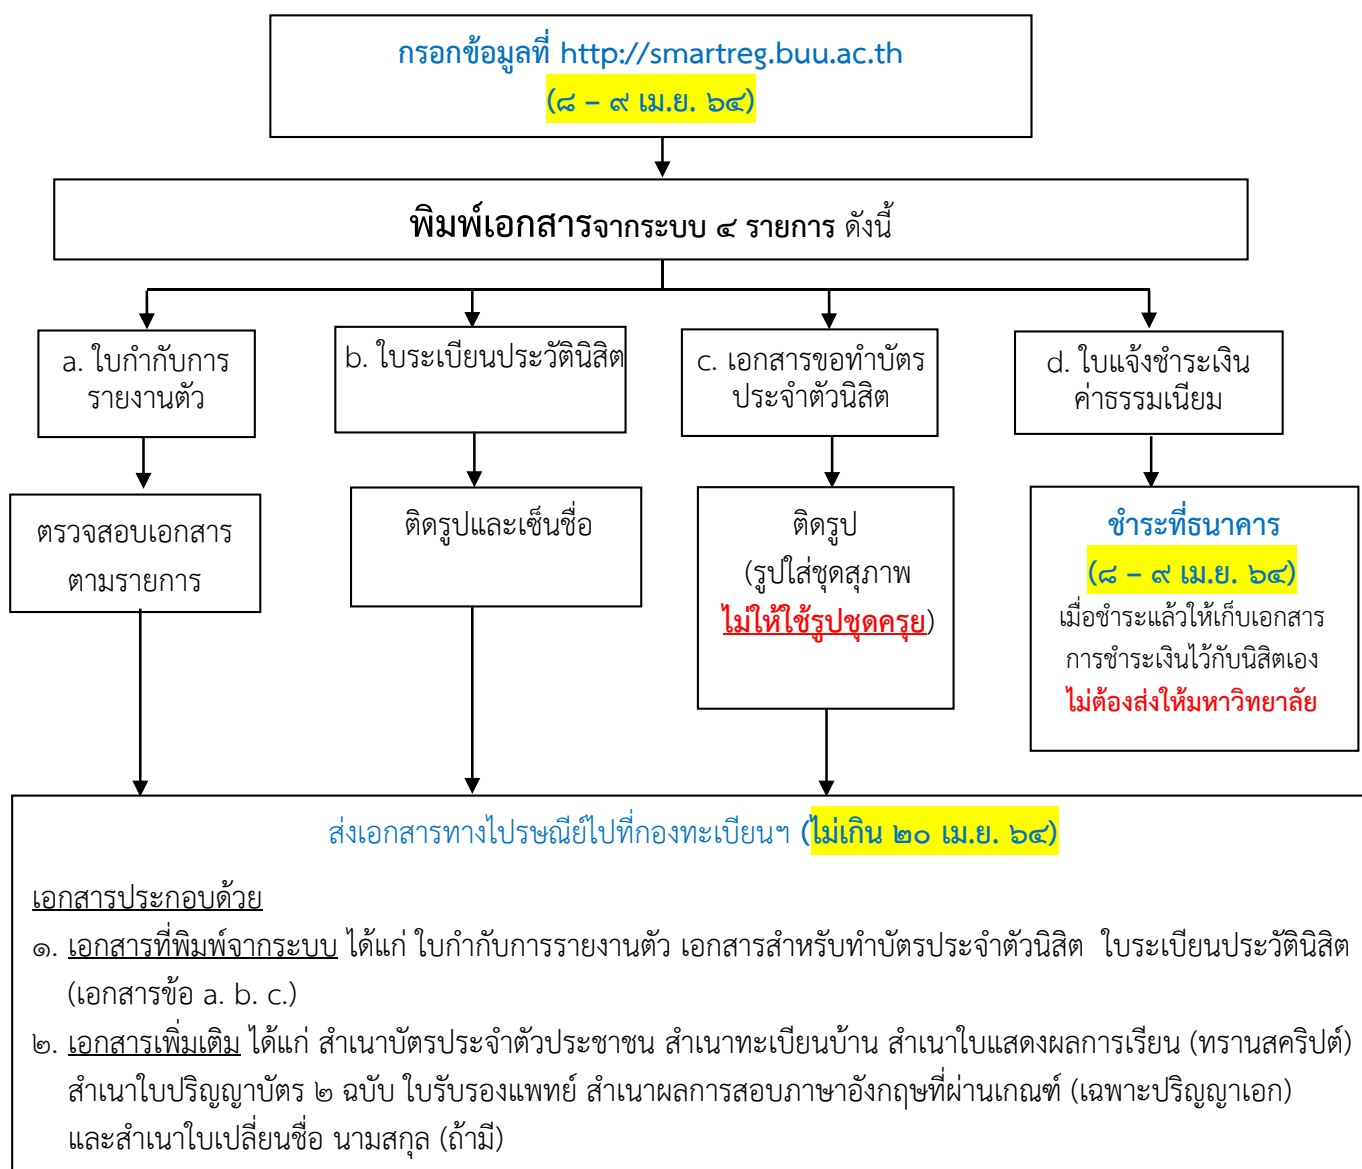 กรอกข้อมูลที่ http://smartreg.buu.ac.th
(๘ – ๙ เม.ย. ๖๔)
พิมพ์เอกสารจากระบบ ๔ รายการ ดังนี้
a. ใบกำกับการ
รายงานตัว
b. ใบระเบียนประวัตินิสิต
c. เอกสารขอทำบัตร
ประจำตัวนิสิต
d. ใบแจ้งชำระเงิน
ค่าธรรมเนียม
ตรวจสอบเอกสาร
ตามรายการ
ติดรูปและเซ็นชื่อ
ติดรูป
(รูปใส่ชุดสุภาพ
ไม่ให้ใช้รูปชุดครุย)
ชำระที่ธนาคาร
(๘ – ๙ เม.ย. ๖๔)
เมื่อชำระแล้วให้เก็บเอกสาร
การชำระเงินไว้กับนิสิตเอง
ไม่ต้องส่งให้มหาวิทยาลัย
ส่งเอกสารทางไปรษณีย์ไปที่กองทะเบียนฯ (ไม่เกิน ๒๐ เม.ย. ๖๔)
เอกสารประกอบด้วย
๑. เอกสารที่พิมพ์จากระบบ ได้แก่ ใบกำกับการรายงานตัว เอกสารสำหรับทำบัตรประจำตัวนิสิต ใบระเบียนประวัตินิสิต
(เอกสารข้อ a. b. c.)
๒. เอกสารเพิ่มเติม ได้แก่ สำเนาบัตรประจำตัวประชาชน สำเนาทะเบียนบ้าน สำเนาใบแสดงผลการเรียน (ทรานสคริปต์)
สำเนาใบปริญญาบัตร ๒ ฉบับ ใบรับรองแพทย์ สำเนาผลการสอบภาษาอังกฤษที่ผ่านเกณฑ์ (เฉพาะปริญญาเอก)
และสำเนาใบเปลี่ยนชื่อ นามสกุล (ถ้ามี)